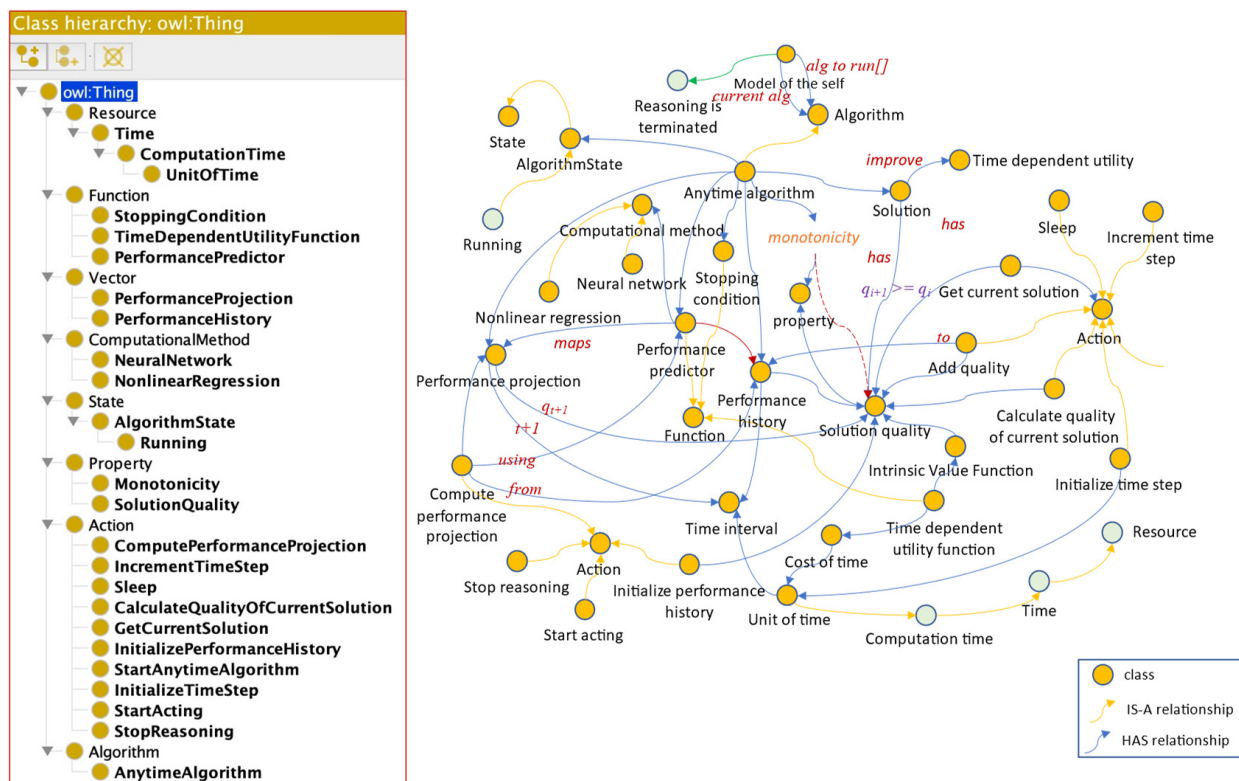 Class hierarchy: owl:Thing
owl:Thing
Resource
Time
ComputationTime
UnitOfTime
Function
StoppingCondition
TimeDependentUtilityFunction
PerformancePredictor
Vector
PerformanceProjection
PerformanceHistory
ComputationalMethod
NeuralNetwork
NonlinearRegression
State
AlgorithmState
Running
Property
Monotonicity
SolutionQuality
Action
ComputePerformanceProjection
IncrementTimeStep
Sleep
CalculateQualityOfCurrentSolution
GetCurrentSolution
InitializePerformanceHistory
StartAnytimeAlgorithm
InitializeTimeStep
StartActing
StopReasoning
Algorithm
AnytimeAlgorithm
alg to run[]
Model of the self
current alg
Reasoning is
terminated
Algorithm
State
AlgorithmState
improve
Time dependent utility
Anytime algorithm
Solution
Running
Computational method
monotonicity
has
has
Sleep
Increment time
step
Neural network
Stopping
condition
Nonlinear regression
property
q_{i+1} >= q_i
Get current solution
Action
maps
Performance
predictor
to
Add quality
Performance projection
Performance
history
Function
Solution quality
Calculate quality
of current solution
q_{t+1}
t+1
using
from
Intrinsic Value Function
Initialize time step
Compute
performance
projection
Time interval
Time dependent
utility function
Resource
Cost of time
Stop reasoning
Action
Initialize performance
history
Start acting
Unit of time
Computation time
Time
class
IS-A relationship
HAS relationship